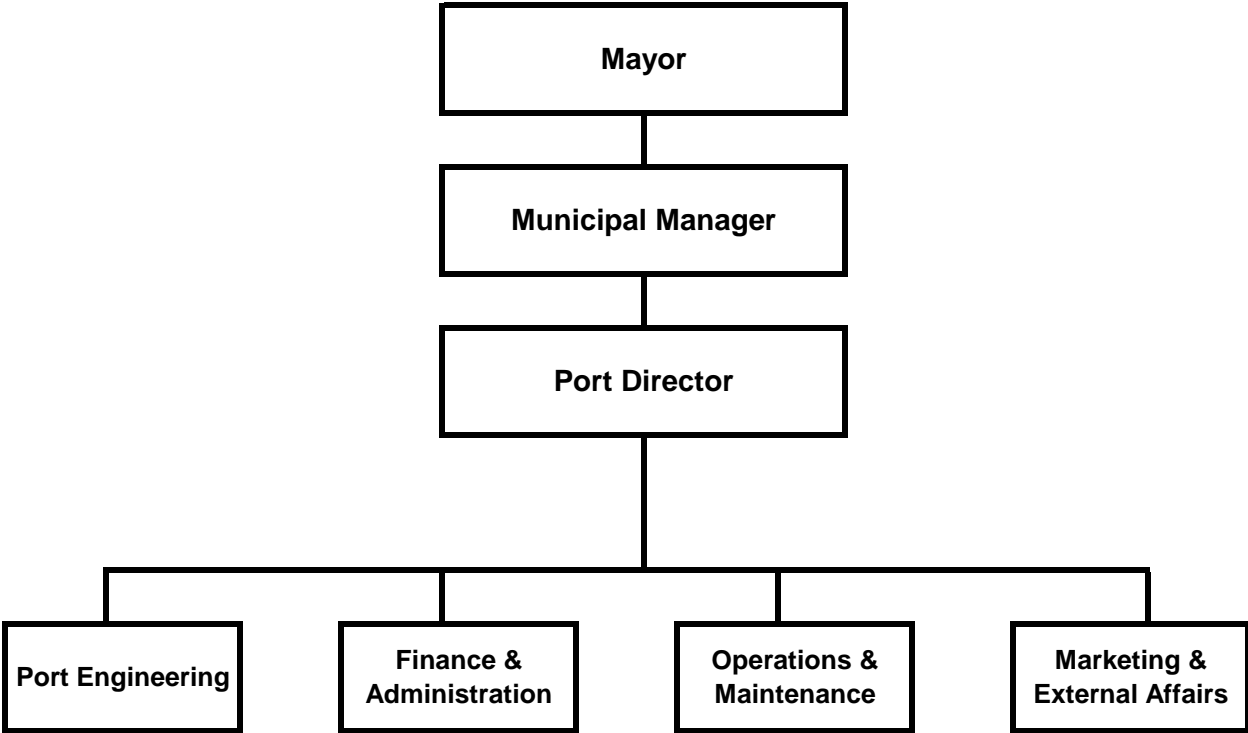 Mayor
Municipal Manager
Port Director
Port Engineering
Finance &
Administration
Operations &
Maintenance
Marketing &
External Affairs